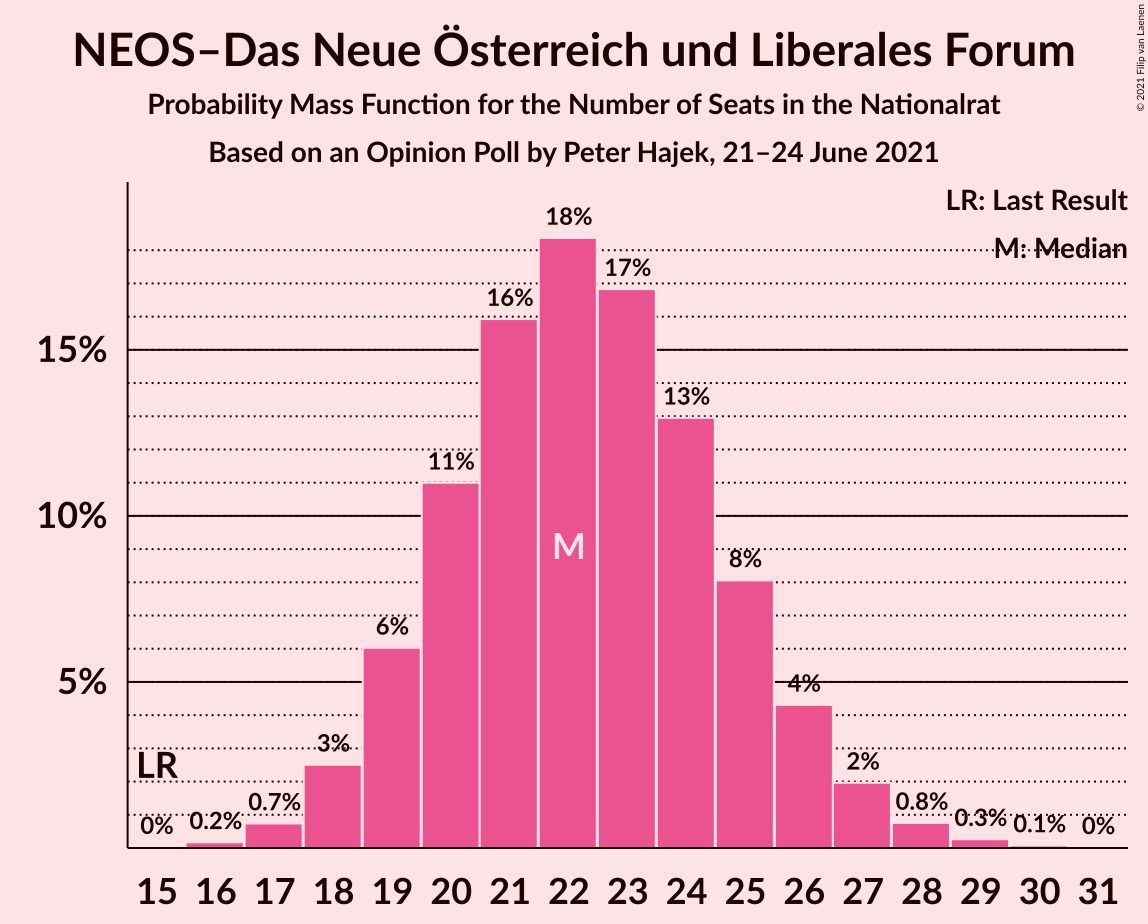 NEOS–Das Neue Österreich und Liberales Forum
Probability Mass Function for the Number of Seats in the Nationalrat
Based on an Opinion Poll by Peter Hajek, 21–24 June 2021
© 2021 Filip van Laenen
LR: Last Result
M: Median
18%
17%
16%
15%
13%
11%
10%
M
8%
6%
5%
4%
3%
LR
2%
0.7%
0.8%
0% 0.2% 0.3% 0.1% 0%
15 16 17 18 19 20 21 22 23 24 25 26 27 28 29 30 31